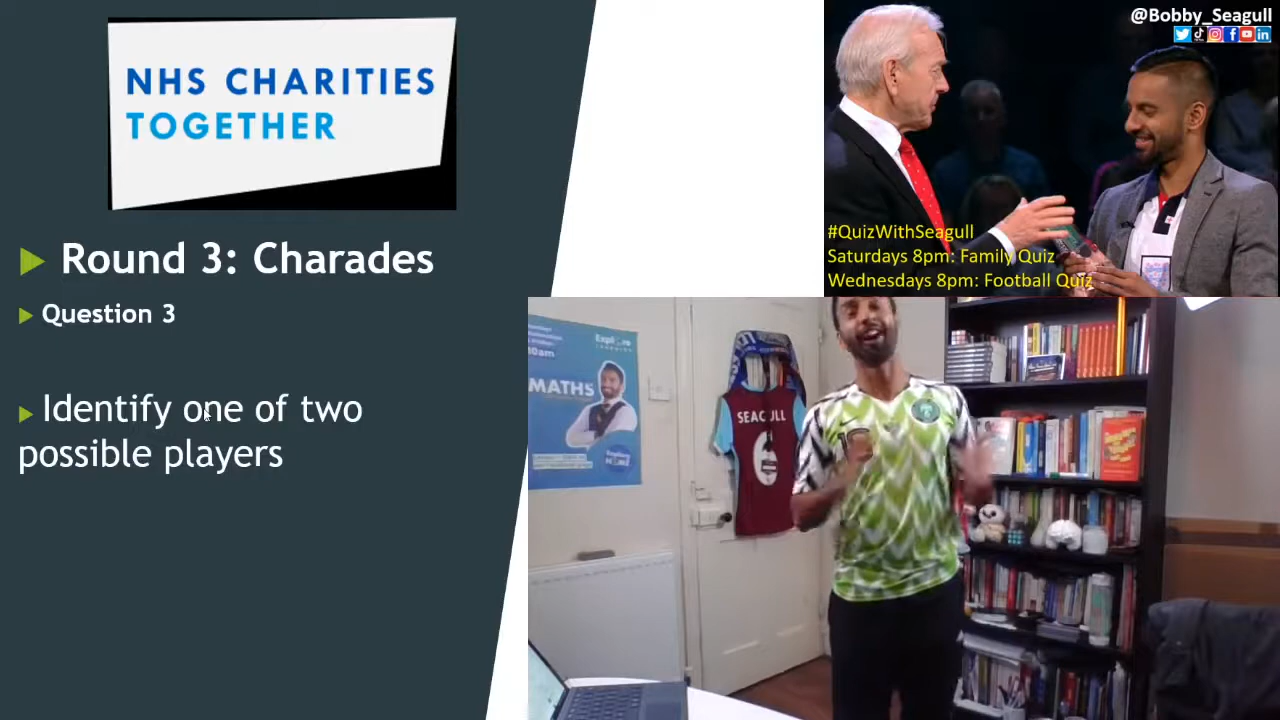 NHS CHARITIES
TOGETHER
Round 3: Charades
Question 3
Identify one of two
possible players
@Bobby_Seagull
#QuizWithSeagull
Saturdays 8pm: Family Quiz
Wednesdays 8pm: Football Quiz
MATHS
SEAGULL
6